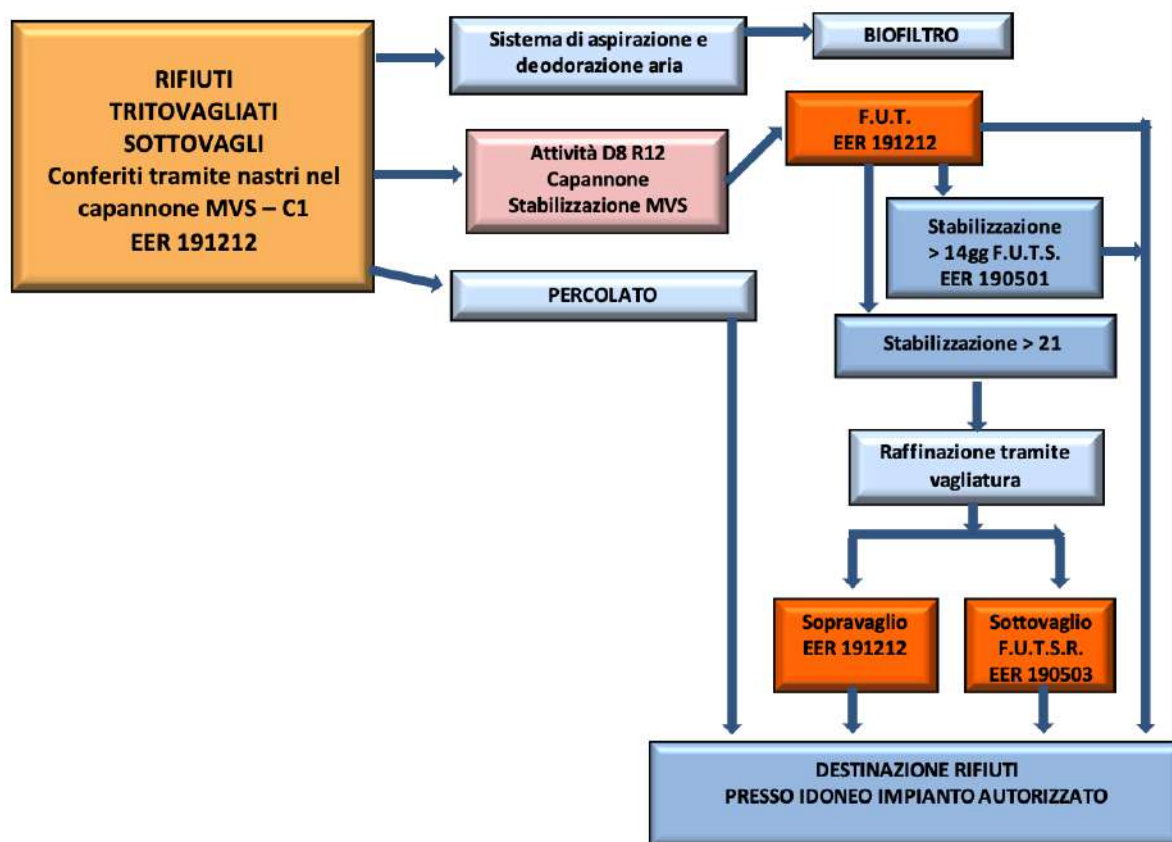 RIFIUTI
TRITOVAGLIATI
SOTTOVAGLI
Conferiti tramite nastri nel
capannone MVS – C1
EER 191212
Sistema di aspirazione e
deodorazione aria
BIOFILTRO
Attività D8 R12
Capannone
Stabilizzazione MVS
F.U.T.
EER 191212
Stabilizzazione
> 14gg F.U.T.S.
EER 190501
PERCOLATO
Stabilizzazione > 21
Raffinazione tramite
vagliatura
Sopravaglio
EER 191212
Sottovaglio
F.U.T.S.R.
EER 190503
DESTINAZIONE RIFIUTI
PRESSO IDONEO IMPIANTO AUTORIZZATO